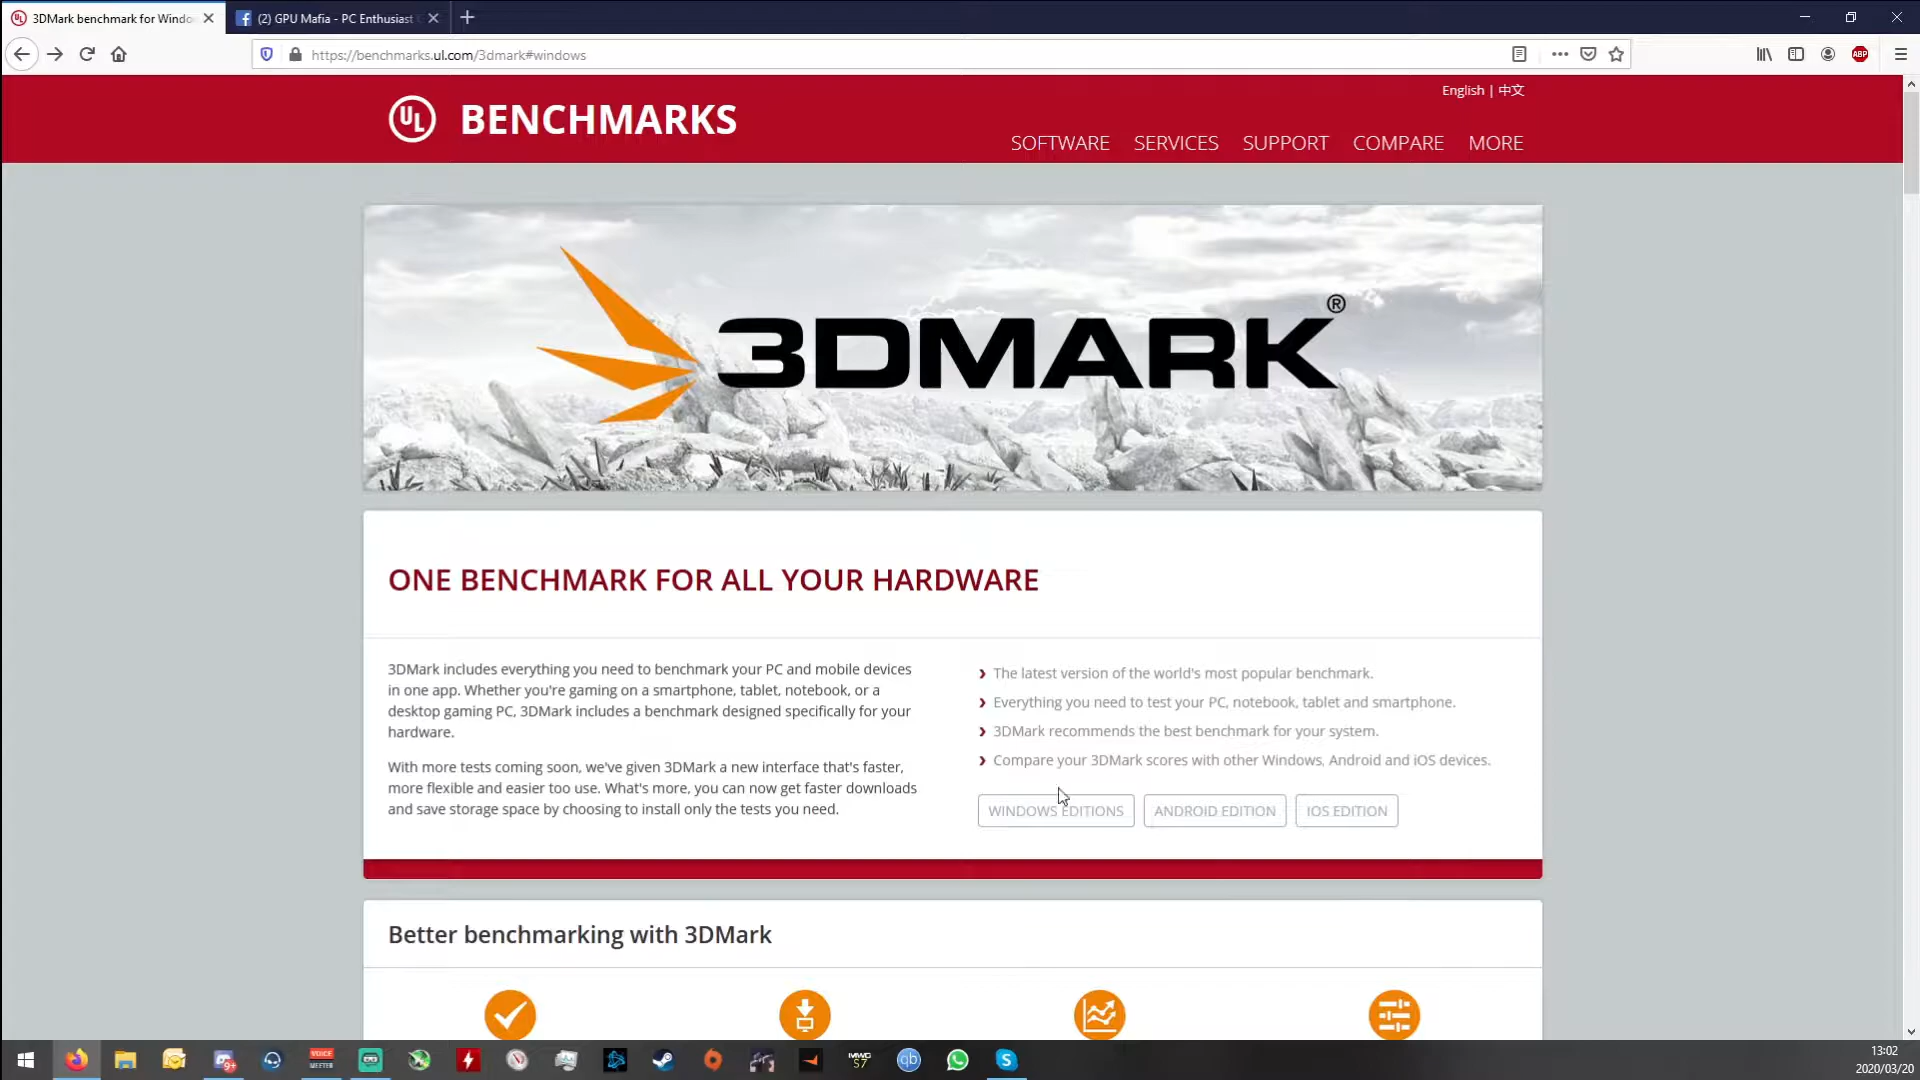 3DMark benchmark for Windo
(2) GPU Mafia - PC Enthusiast
https://benchmarks.ul.com/3dmark#windows
ABP
English | 中文
UL BENCHMARKS
SOFTWARE SERVICES SUPPORT COMPARE MORE
3DMARK®
ONE BENCHMARK FOR ALL YOUR HARDWARE
3DMark includes everything you need to benchmark your PC and mobile devices
in one app. Whether you're gaming on a smartphone, tablet, notebook, or a
desktop gaming PC, 3DMark includes a benchmark designed specifically for your
hardware.
With more tests coming soon, we've given 3DMark a new interface that's faster,
more flexible and easier too use. What's more, you can now get faster downloads
and save storage space by choosing to install only the tests you need.
The latest version of the world's most popular benchmark.
Everything you need to test your PC, notebook, tablet and smartphone.
3DMark recommends the best benchmark for your system.
Compare your 3DMark scores with other Windows, Android and iOS devices.
WINDOWS EDITIONS ANDROID EDITION IOS EDITION
Better benchmarking with 3DMark
9+
VOICE
MEETER
MWG
S7
qb
S
13:02
2020/03/20